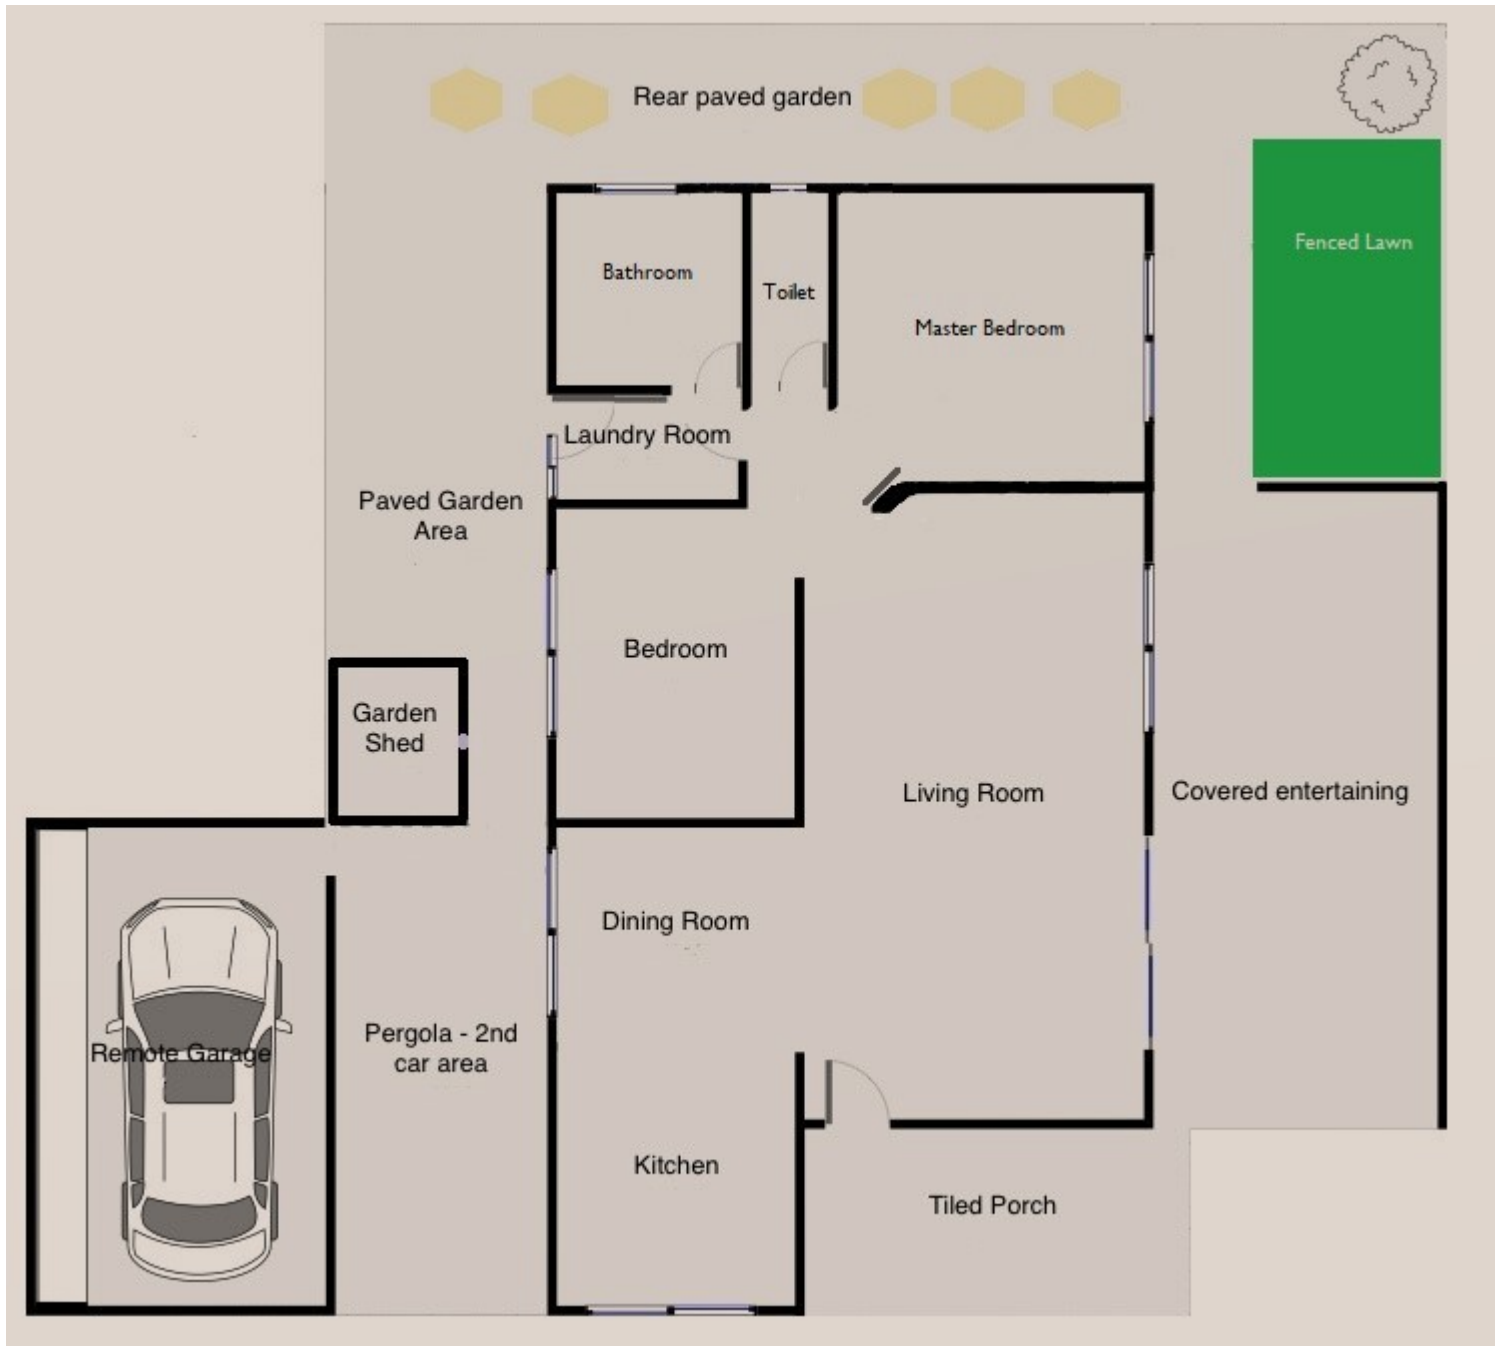 Rear paved garden
Fenced Lawn
Bathroom
Toilet
Master Bedroom
Laundry Room
Paved Garden
Area
Bedroom
Garden
Shed
Living Room
Covered entertaining
Dining Room
Pergola - 2nd
car area
Remote Garage
Kitchen
Tiled Porch